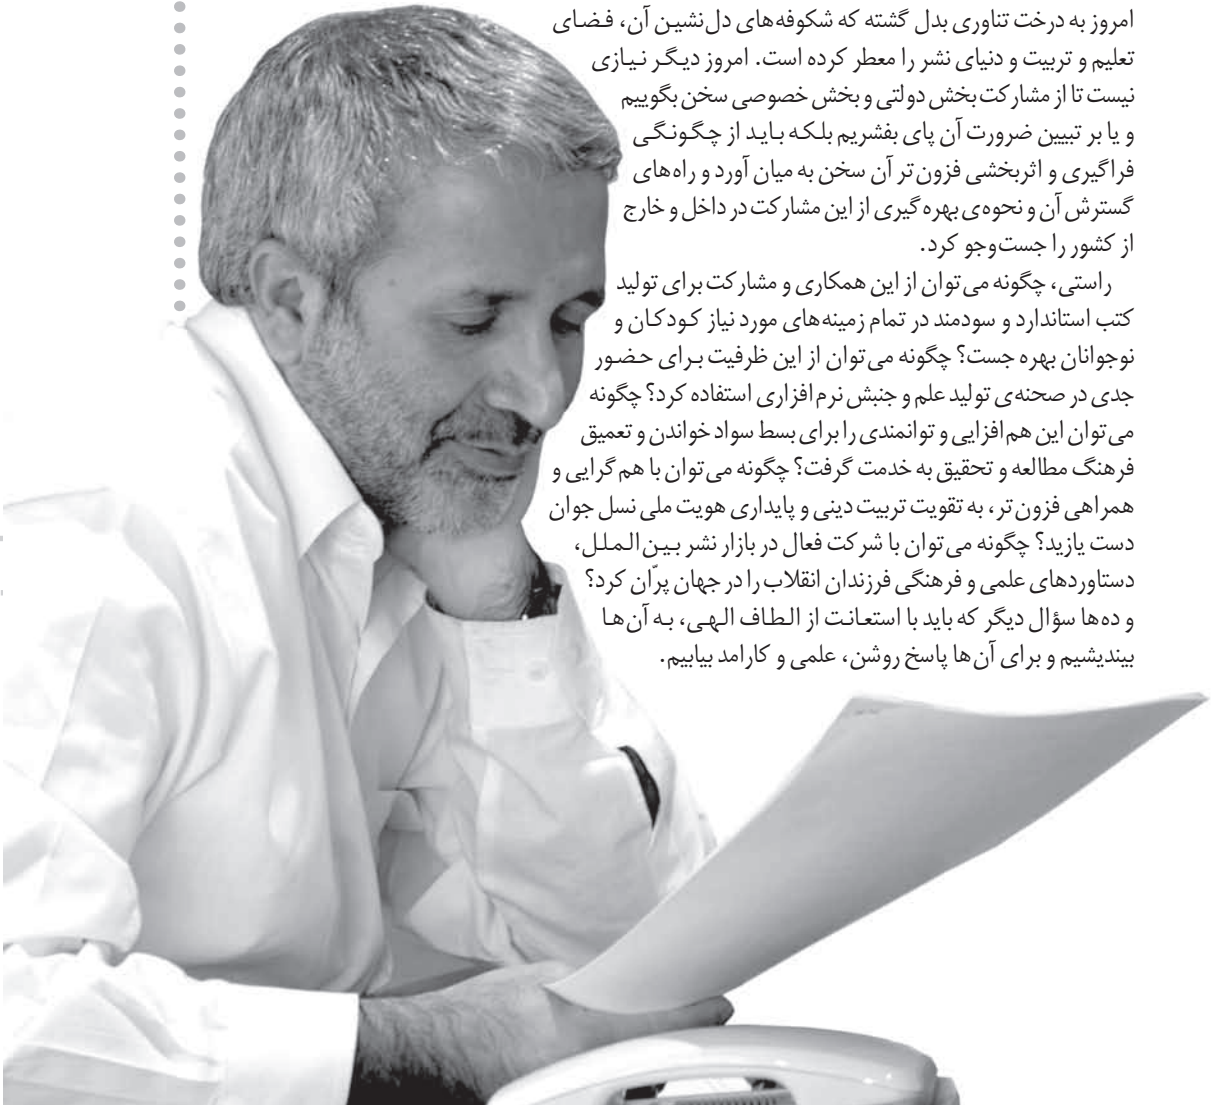 امروز به درخت تناوری بدل گشته که شکوفه‌های دل‌نشین آن، فضای
تعلیم و تربیت و دنیای نشر را معطر کرده است. امروز دیگر نیازی
نیست تا از مشارکت بخش دولتی و بخش خصوصی سخن بگوییم
و یا بر تبیین ضرورت آن پای بفشریم بلکه باید از چگونگی
فراگیری و اثربخشی فزون‌تر آن سخن به میان آورد و راه‌های
گسترش آن و نحوه‌ی بهره‌گیری از این مشارکت در داخل و خارج
از کشور را جست‌وجو کرد.
راستی، چگونه می‌توان از این همکاری و مشارکت برای تولید
کتب استاندارد و سودمند در تمام زمینه‌های مورد نیاز کودکان و
نوجوانان بهره جست؟ چگونه می‌توان از این ظرفیت برای حضور
جدی در صحنه‌ی تولید علم و جنبش نرم‌افزاری استفاده کرد؟ چگونه
می‌توان این هم‌افزایی و توانمندی را برای بسط سواد خواندن و تعمیق
فرهنگ مطالعه و تحقیق به خدمت گرفت؟ چگونه می‌توان با هم‌گرایی و
همراهی فزون‌تر، به تقویت تربیت دینی و پایداری هویت ملی نسل جوان
دست یازید؟ چگونه می‌توان با شرکت فعال در بازار نشر بین‌الملل،
دستاوردهای علمی و فرهنگی فرزندان انقلاب را در جهان پرّان کرد؟
و ده‌ها سؤال دیگر که باید با استعانت از الطاف الهی، به آن‌ها
بیندیشیم و برای آن‌ها پاسخ روشن، علمی و کارامد بیابیم.